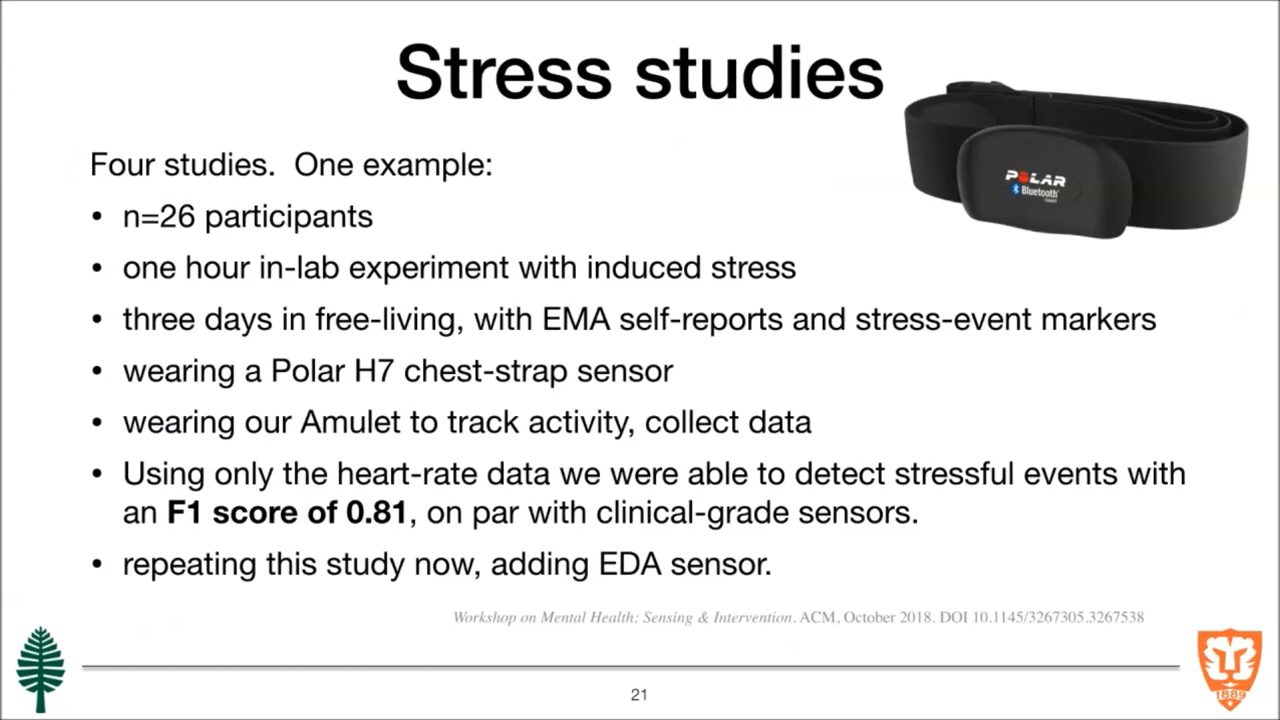 Stress studies
POLAR
Bluetooth
Four studies. One example:
• n=26 participants
• one hour in-lab experiment with induced stress
• three days in free-living, with EMA self-reports and stress-event markers
• wearing a Polar H7 chest-strap sensor
• wearing our Amulet to track activity, collect data
• Using only the heart-rate data we were able to detect stressful events with
an F1 score of 0.81, on par with clinical-grade sensors.
• repeating this study now, adding EDA sensor.
Workshop on Mental Health: Sensing & Intervention. ACM, October 2018. DOI 10.1145/3267305.3267538
21
1889